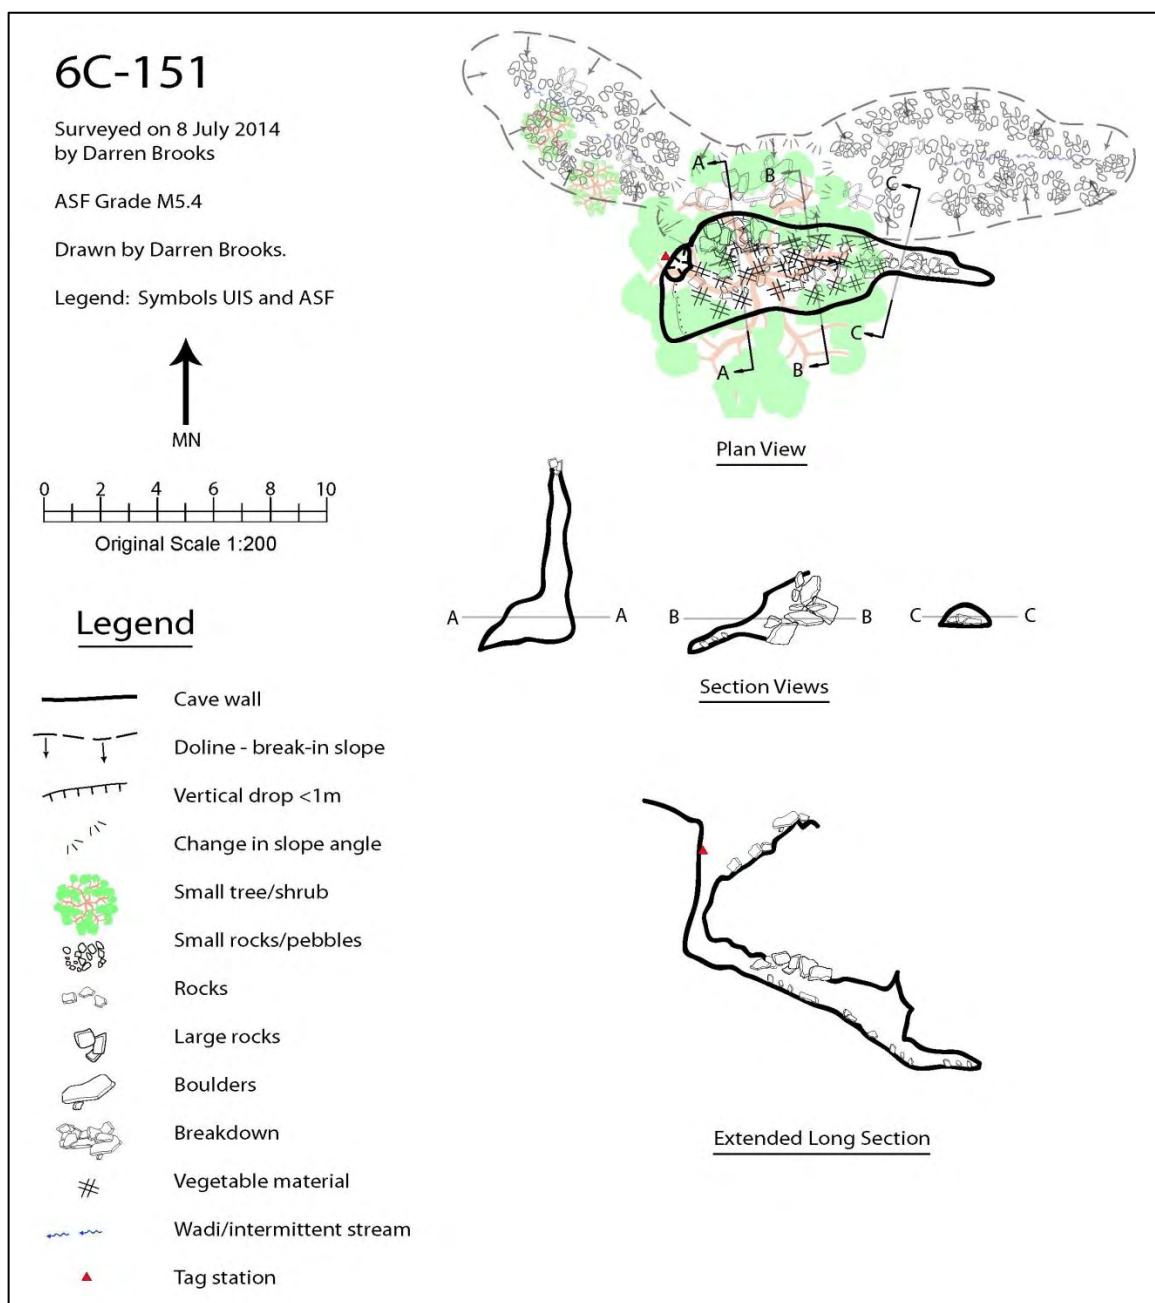 6C-151
Surveyed on 8 July 2014
by Darren Brooks
ASF Grade M5.4
Drawn by Darren Brooks.
Legend: Symbols UIS and ASF
MN
0 2 4 6 8 10
Original Scale 1:200
A
B
C
A
B
C
Plan View
A A
B B
C C
Section Views
Extended Long Section
Legend
Cave wall
Doline - break-in slope
Vertical drop <1m
Change in slope angle
Small tree/shrub
Small rocks/pebbles
Rocks
Large rocks
Boulders
Breakdown
Vegetable material
Wadi/intermittent stream
Tag station